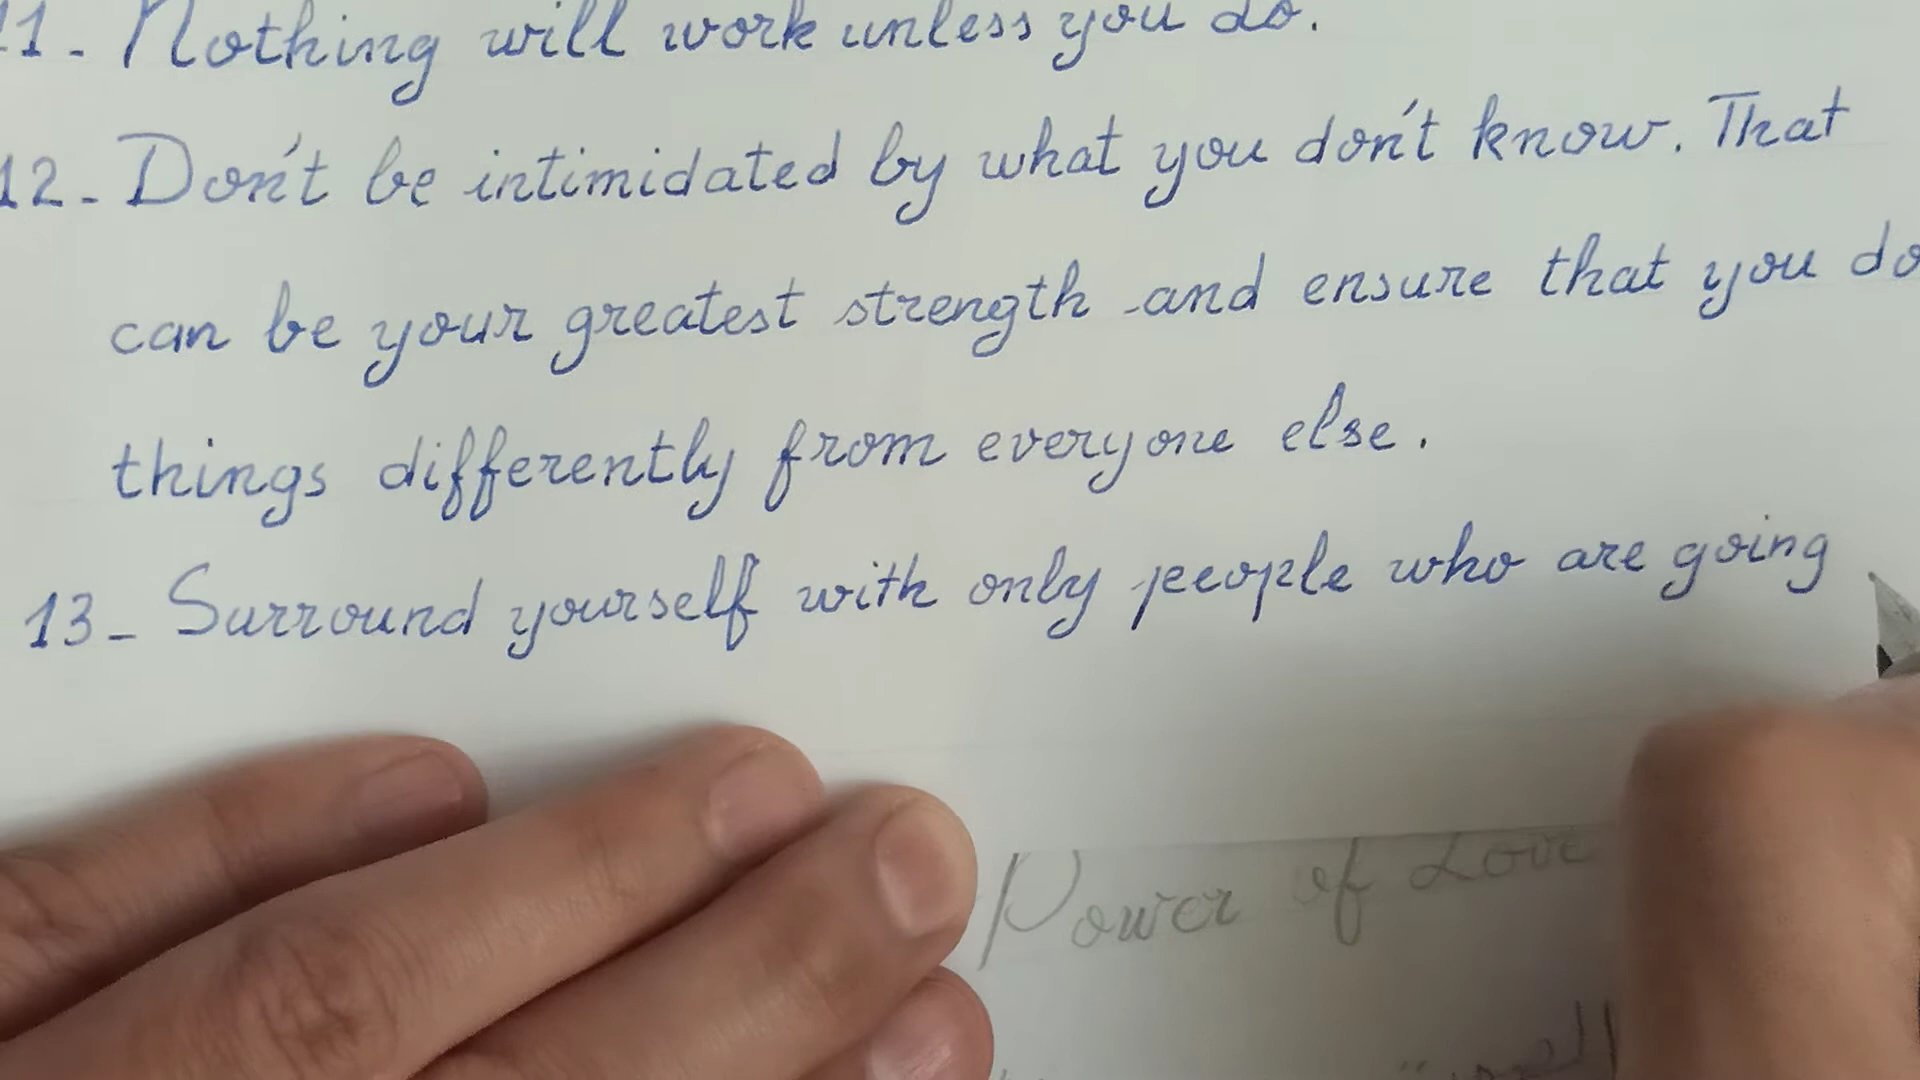 11- Nothing will work unless you do.
12- Don't be intimidated by what you don't know. That
can be your greatest strength and ensure that you do
things differently from everyone else.
13- Surround yourself with only people who are going
Power of Love